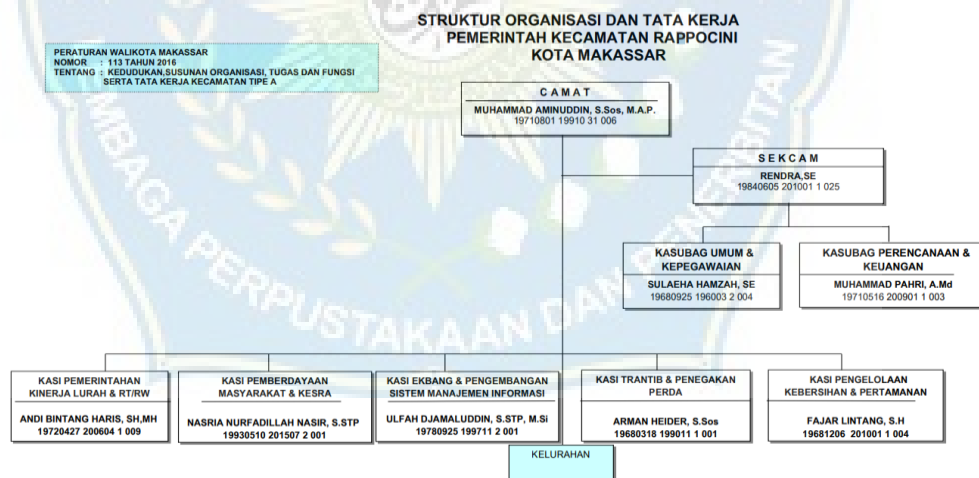 STRUKTUR ORGANISASI DAN TATA KERJA
PEMERINTAH KECAMATAN RAPPOCINI
KOTA MAKASSAR
PERATURAN WALIKOTA MAKASSAR
NOMOR : 113 TAHUN 2016
TENTANG : KEDUDUKAN,SUSUNAN ORGANISASI, TUGAS DAN FUNGSI
SERTA TATA KERJA KECAMATAN TIPE A
C A M A T
MUHAMMAD AMINUDDIN, S.Sos, M.A.P.
19710801 19910 31 006
S E K C A M
RENDRA,SE
19840605 201001 1 025
KASUBAG UMUM &
KEPEGAWAIAN
SULAEHA HAMZAH, SE
19680925 196003 2 004
KASUBAG PERENCANAAN &
KEUANGAN
MUHAMMAD PAHRI, A.Md
19710516 200901 1 003
KASI PEMERINTAHAN
KINERJA LURAH & RT/RW
ANDI BINTANG HARIS, SH,MH
19720427 200604 1 009
KASI PEMBERDAYAAN
MASYARAKAT & KESRA
NASRIA NURFADILLAH NASIR, S.STP
19930510 201507 2 001
KASI EKBANG & PENGEMBANGAN
SISTEM MANAJEMEN INFORMASI
ULFAH DJAMALUDDIN, S.STP, M.Si
19780925 199711 2 001
KASI TRANTIB & PENEGAKAN
PERDA
ARMAN HEIDER, S.Sos
19680318 199011 1 001
KASI PENGELOLAAN
KEBERSIHAN & PERTAMANAN
FAJAR LINTANG, S.H
19681206 201001 1 004
KELURAHAN
LEMBAGA PERPUSTAKAAN DAN PENERBITAN